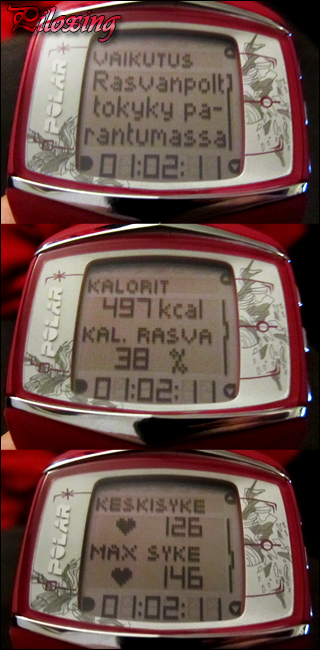 Piloxing
POLAR
VAIKUTUS
Rasvanpolt
tokyky pa-
rantumassa
01:02:11
POLAR
KALORIT
497 kcal
KAL. RASVA
38 %
01:02:11
POLAR
KESKISYKE
126
MAX SYKE
146
01:02:11